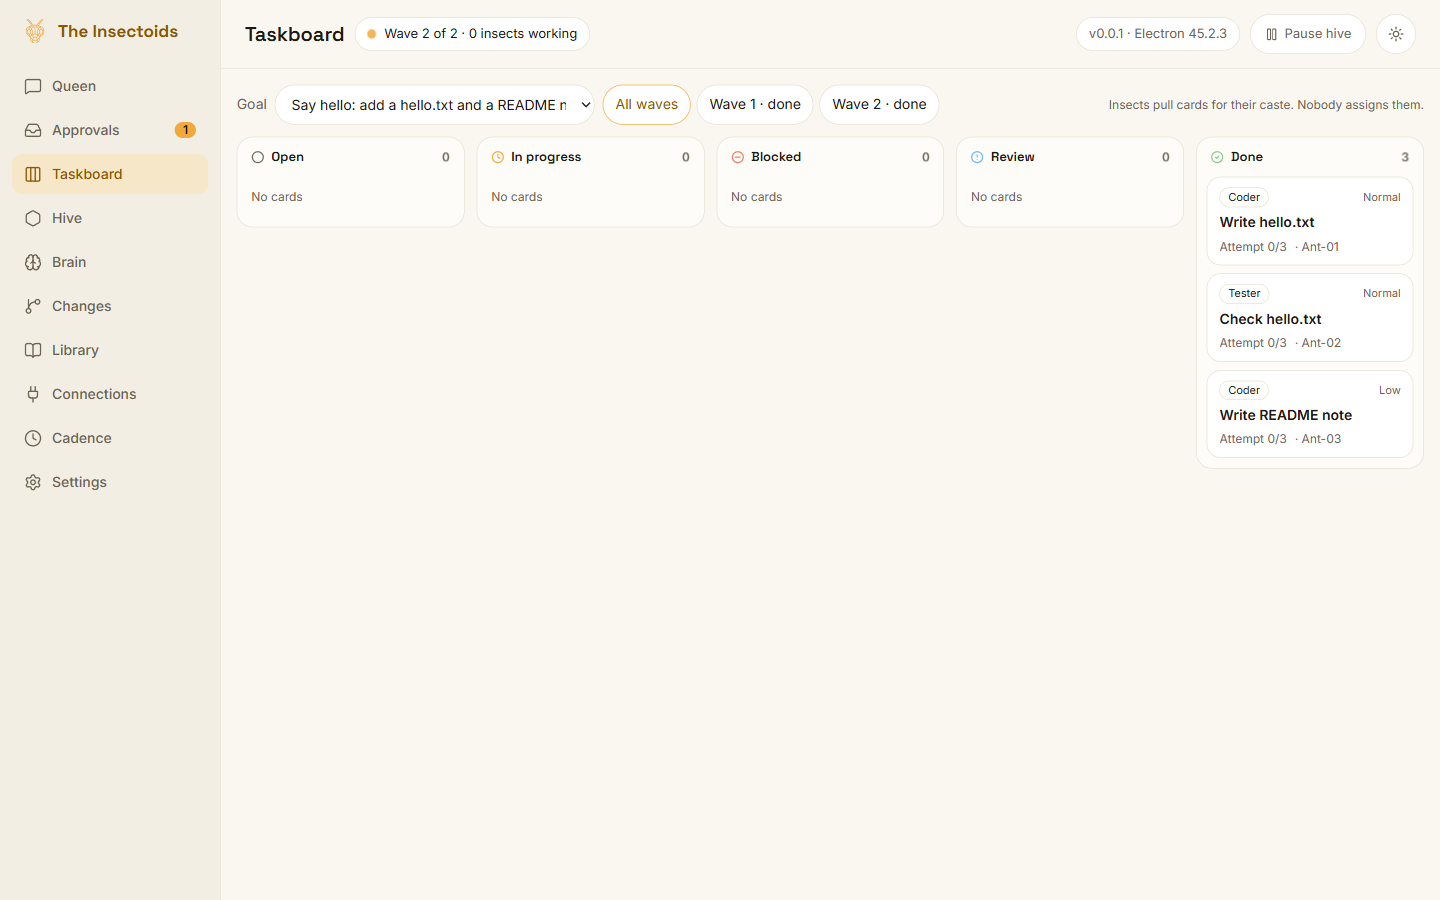 The Insectoids
Queen
Approvals 1
Taskboard
Hive
Brain
Changes
Library
Connections
Cadence
Settings
Taskboard
Wave 2 of 2 · 0 insects working
v0.0.1 · Electron 45.2.3
Pause hive
Goal
Say hello: add a hello.txt and a README n
All waves
Wave 1 · done
Wave 2 · done
Insects pull cards for their caste. Nobody assigns them.
Open 0
No cards
In progress 0
No cards
Blocked 0
No cards
Review 0
No cards
Done 3
Coder Normal
Write hello.txt
Attempt 0/3 · Ant-01
Tester Normal
Check hello.txt
Attempt 0/3 · Ant-02
Coder Low
Write README note
Attempt 0/3 · Ant-03